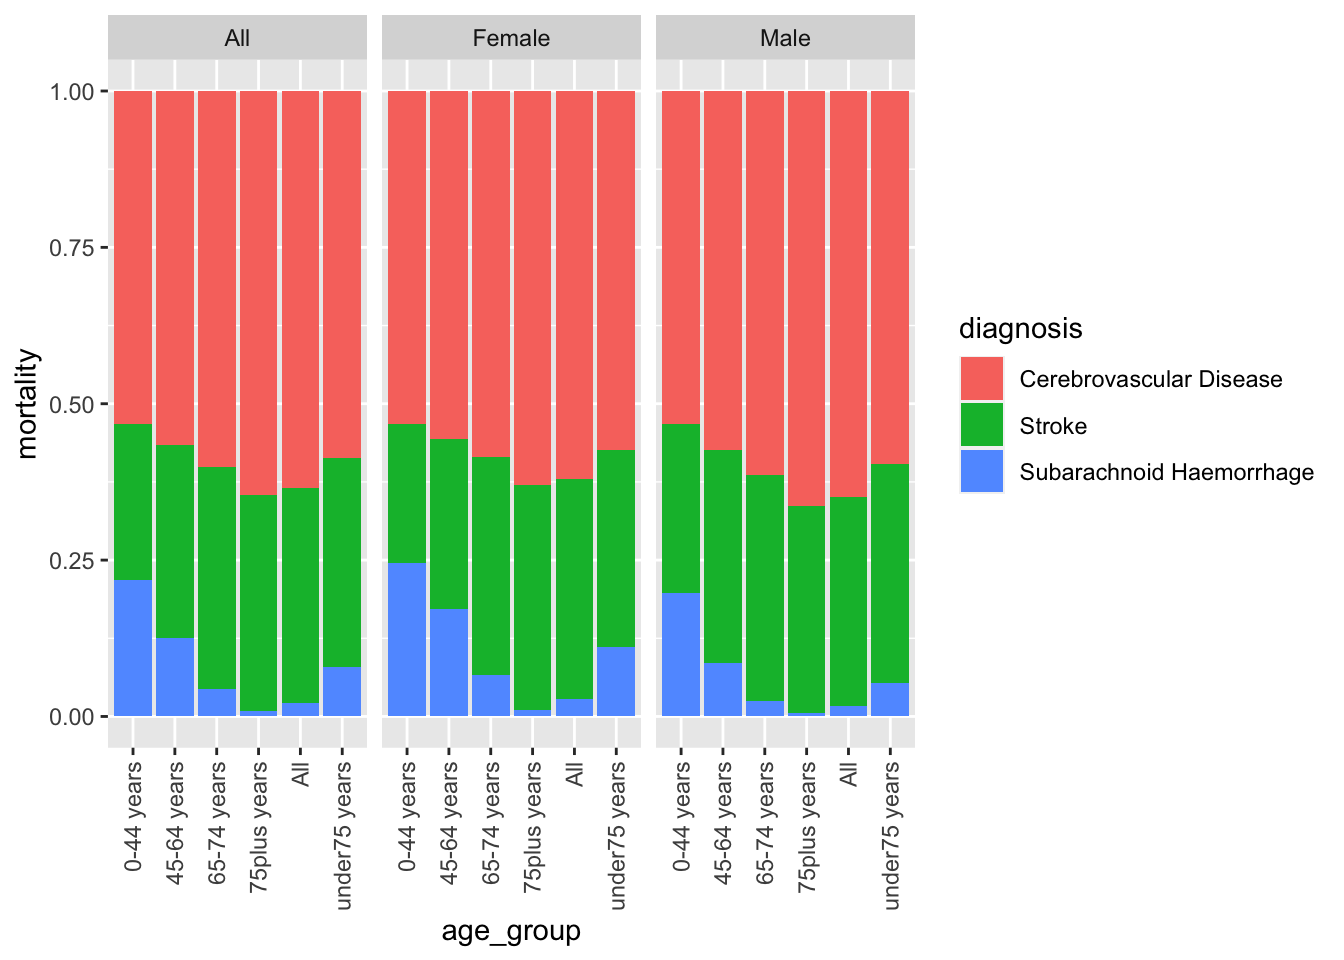 All Female Male
1.00
0.75
0.50
0.25
0.00
mortality
0-44 years 45-64 years 65-74 years 75plus years All under75 years 0-44 years 45-64 years 65-74 years 75plus years All under75 years 0-44 years 45-64 years 65-74 years 75plus years All under75 years
age_group
diagnosis
Cerebrovascular Disease
Stroke
Subarachnoid Haemorrhage